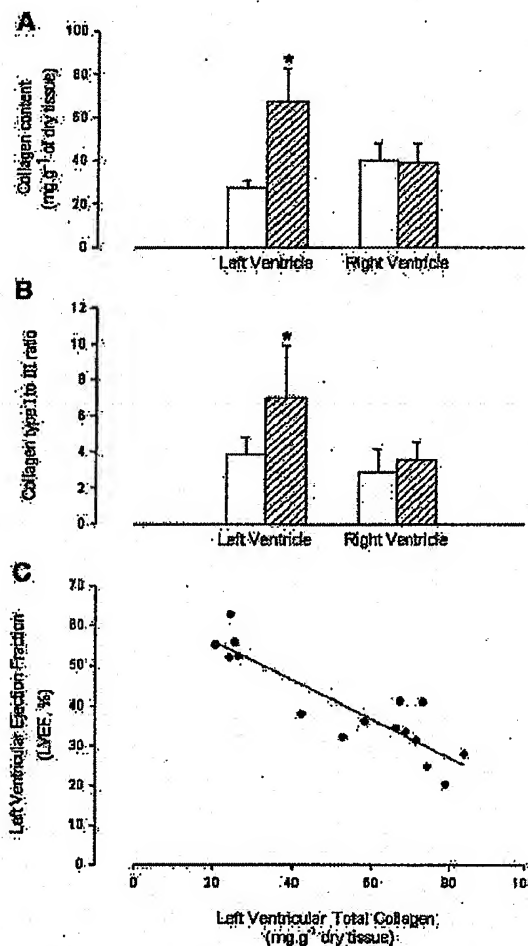 A
Collagen content
(mg.g⁻¹ of dry tissue)
100
80
60
40
20
0
*
Left Ventricle Right Ventricle
B
Collagen type I to III ratio
12
10
8
6
4
2
0
*
Left Ventricle Right Ventricle
C
Left Ventricular Ejection Fraction
(LVEF, %)
70
60
50
40
30
20
10
0
0 20 40 60 80 10
Left Ventricular Total Collagen
(mg.g⁻¹ dry tissue)